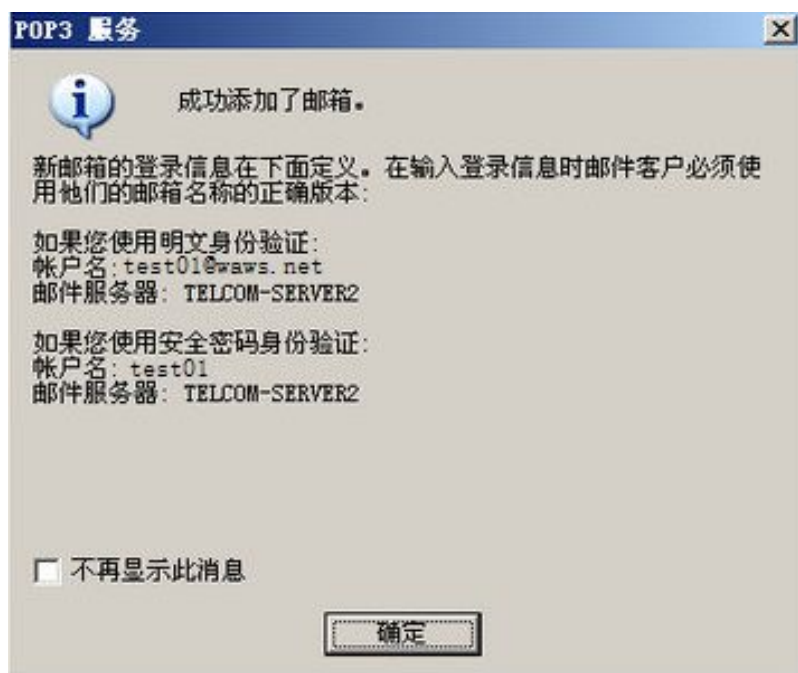 POP3 服务
成功添加了邮箱。
新邮箱的登录信息在下面定义。在输入登录信息时邮件客户必须使
用他们的邮箱名称的正确版本:
如果您使用明文身份验证:
帐户名:test01@waws.net
邮件服务器: TELCOM-SERVER2
如果您使用安全密码身份验证:
帐户名: test01
邮件服务器: TELCOM-SERVER2
不再显示此消息
确定